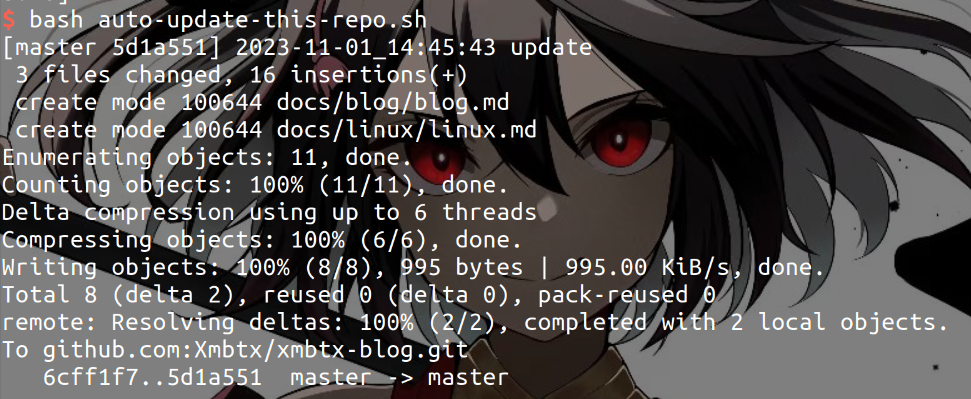 $ bash auto-update-this-repo.sh
[master 5d1a551] 2023-11-01_14:45:43 update
 3 files changed, 16 insertions(+)
 create mode 100644 docs/blog/blog.md
 create mode 100644 docs/linux/linux.md
Enumerating objects: 11, done.
Counting objects: 100% (11/11), done.
Delta compression using up to 6 threads
Compressing objects: 100% (6/6), done.
Writing objects: 100% (8/8), 995 bytes | 995.00 KiB/s, done.
Total 8 (delta 2), reused 0 (delta 0), pack-reused 0
remote: Resolving deltas: 100% (2/2), completed with 2 local objects.
To github.com:Xmbtx/xmbtx-blog.git
   6cff1f7..5d1a551  master -> master